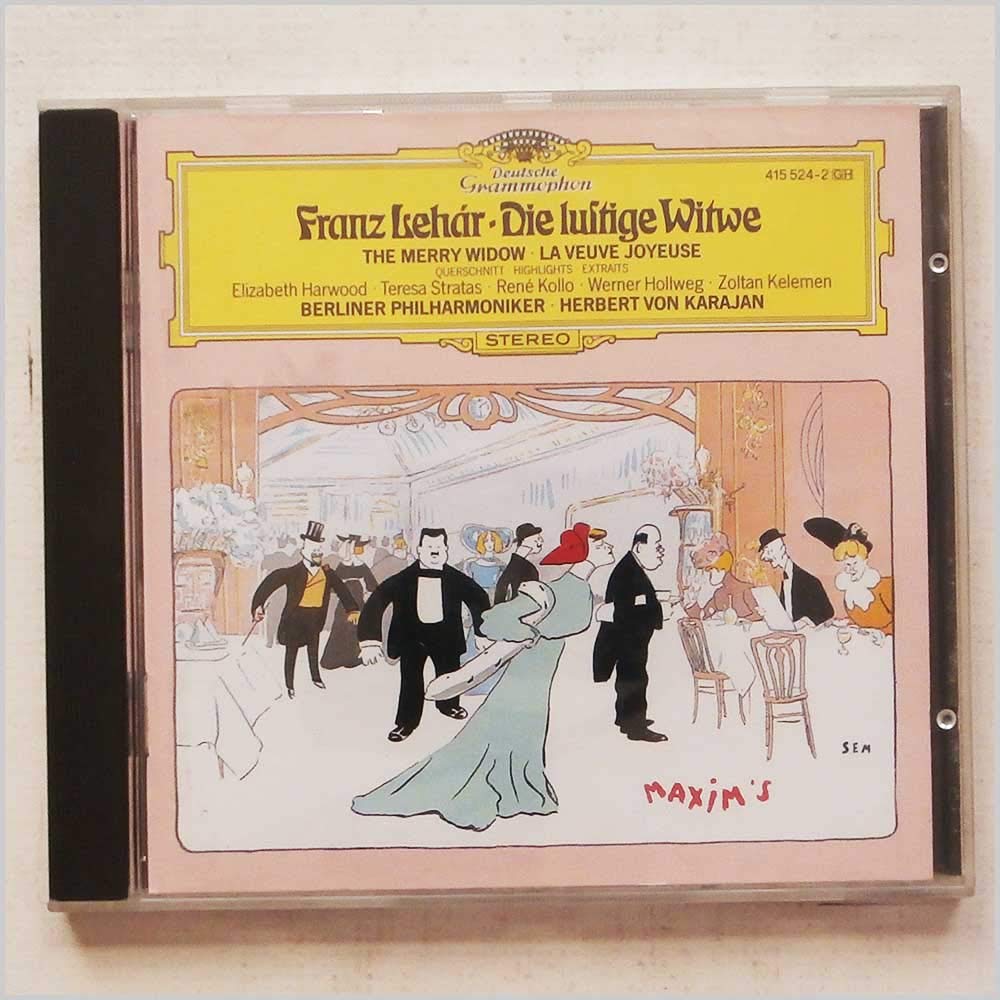 Deutsche
Grammophon
415 524-2 GH
Franz Lehár · Die luſtige Witwe
THE MERRY WIDOW · LA VEUVE JOYEUSE
QUERSCHNITT HIGHLIGHTS EXTRAITS
Elizabeth Harwood · Teresa Stratas · René Kollo · Werner Hollweg · Zoltan Kelemen
BERLINER PHILHARMONIKER · HERBERT VON KARAJAN
STEREO
SEM
MAXiM'S